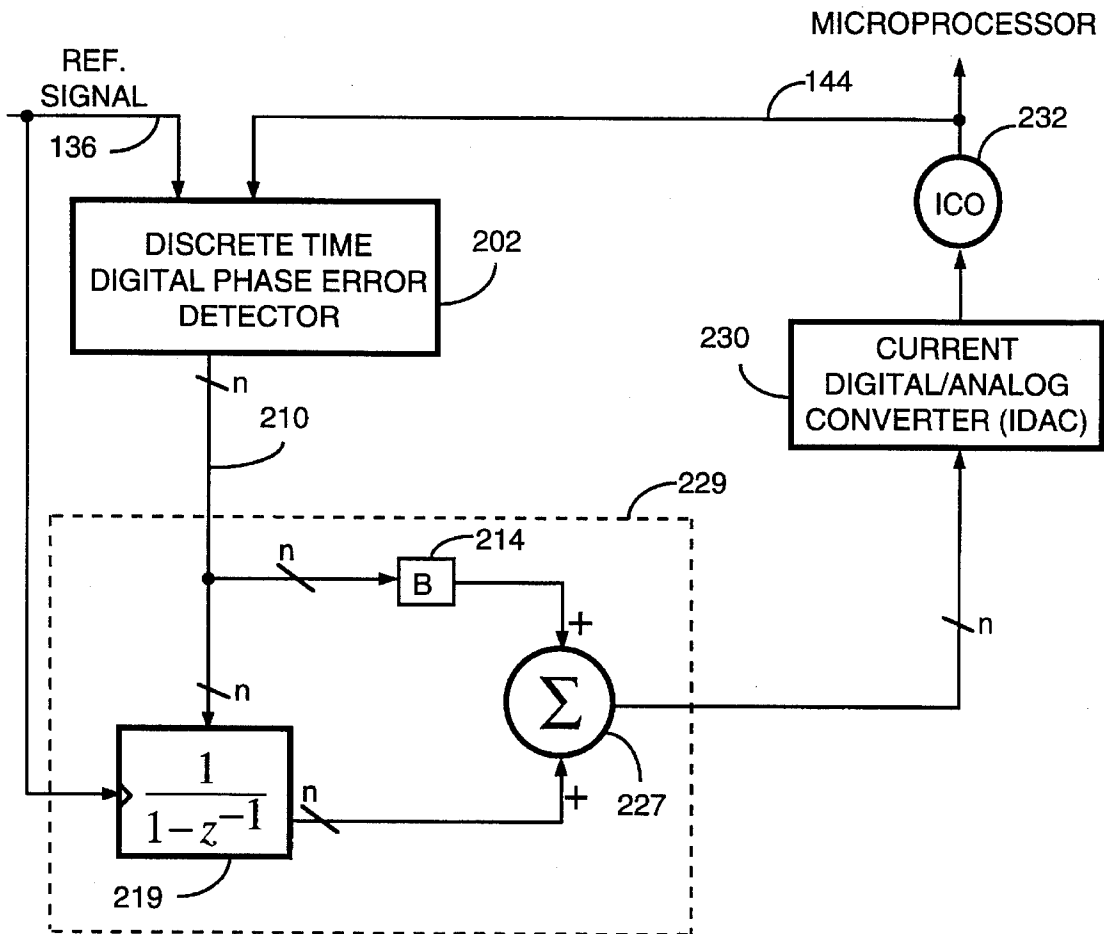 MICROPROCESSOR
REF.
SIGNAL
136
144
232
ICO
DISCRETE TIME
DIGITAL PHASE ERROR
DETECTOR
202
230
CURRENT
DIGITAL/ANALOG
CONVERTER (IDAC)
n
210
229
n
214
B
+
n
n
Σ
1
1-z⁻¹
n
+
227
219